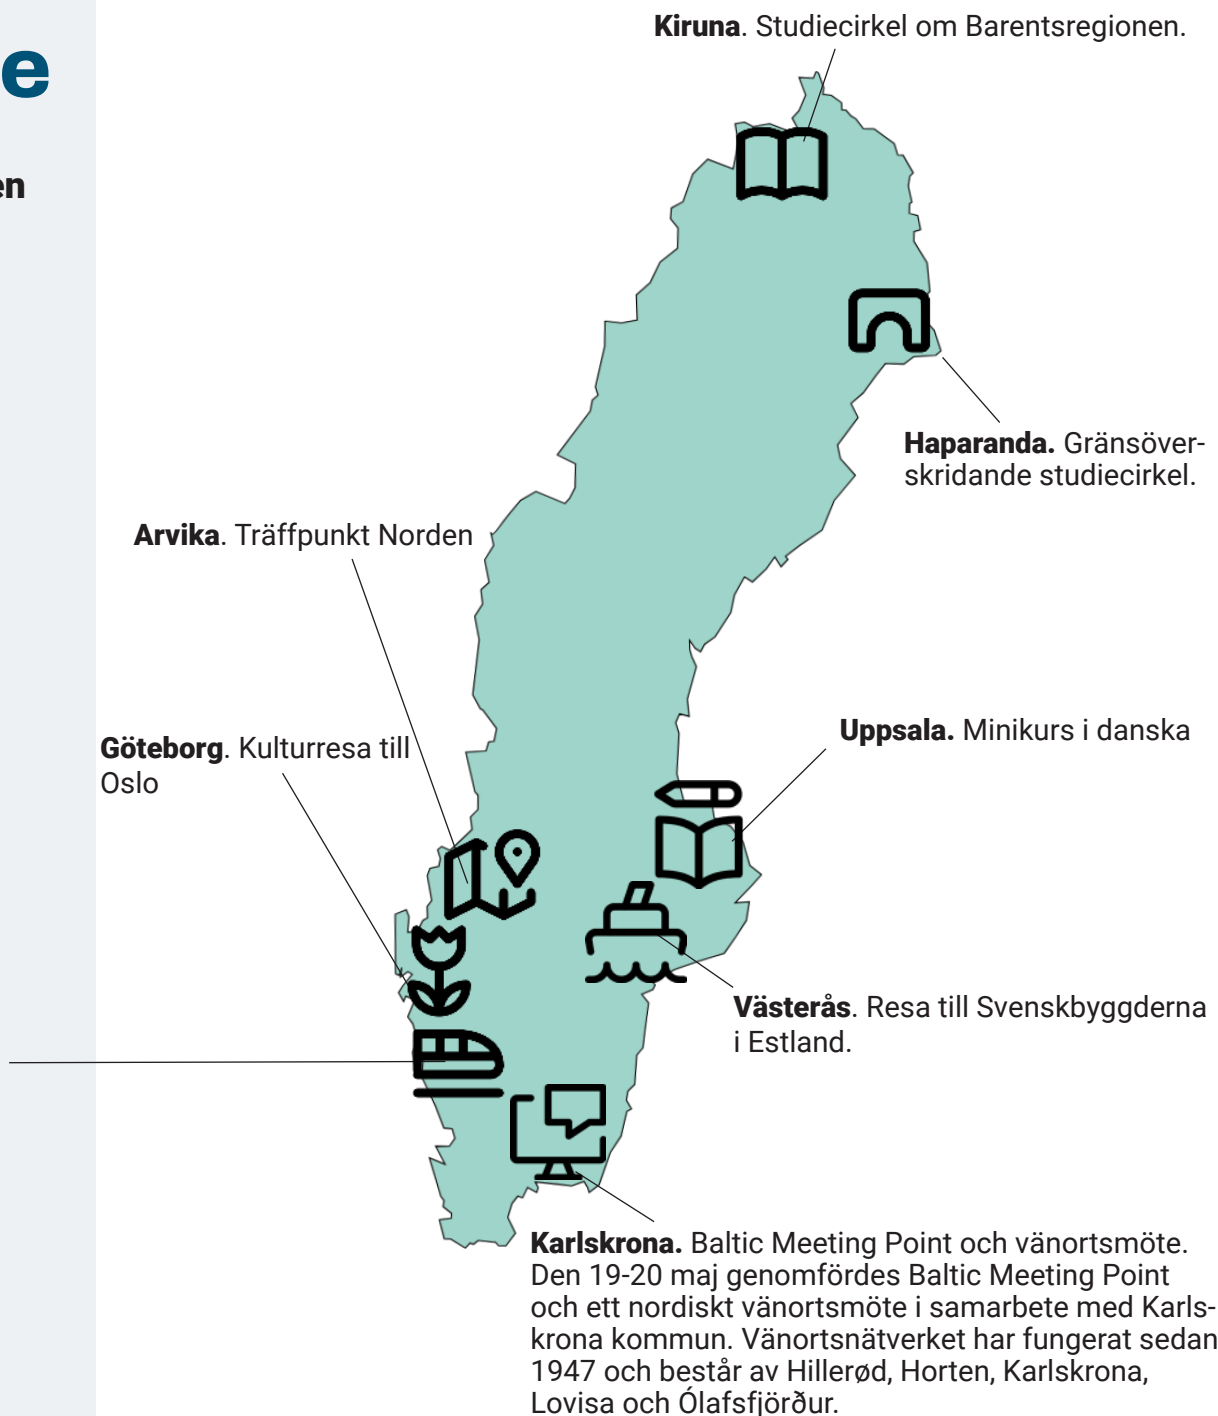 e
en
Kiruna. Studiecirkel om Barentsregionen.
Haparanda. Gränsöver-
skridande studiecirkel.
Arvika. Träffpunkt Norden
Göteborg. Kulturresa till
Oslo
Uppsala. Minikurs i danska
Västerås. Resa till Svenskbyggderna
i Estland.
Karlskrona. Baltic Meeting Point och vänortsmöte.
Den 19-20 maj genomfördes Baltic Meeting Point
och ett nordiskt vänortsmöte i samarbete med Karls-
krona kommun. Vänortsnätverket har fungerat sedan
1947 och består av Hillerød, Horten, Karlskrona,
Lovisa och Ólafsfjörður.